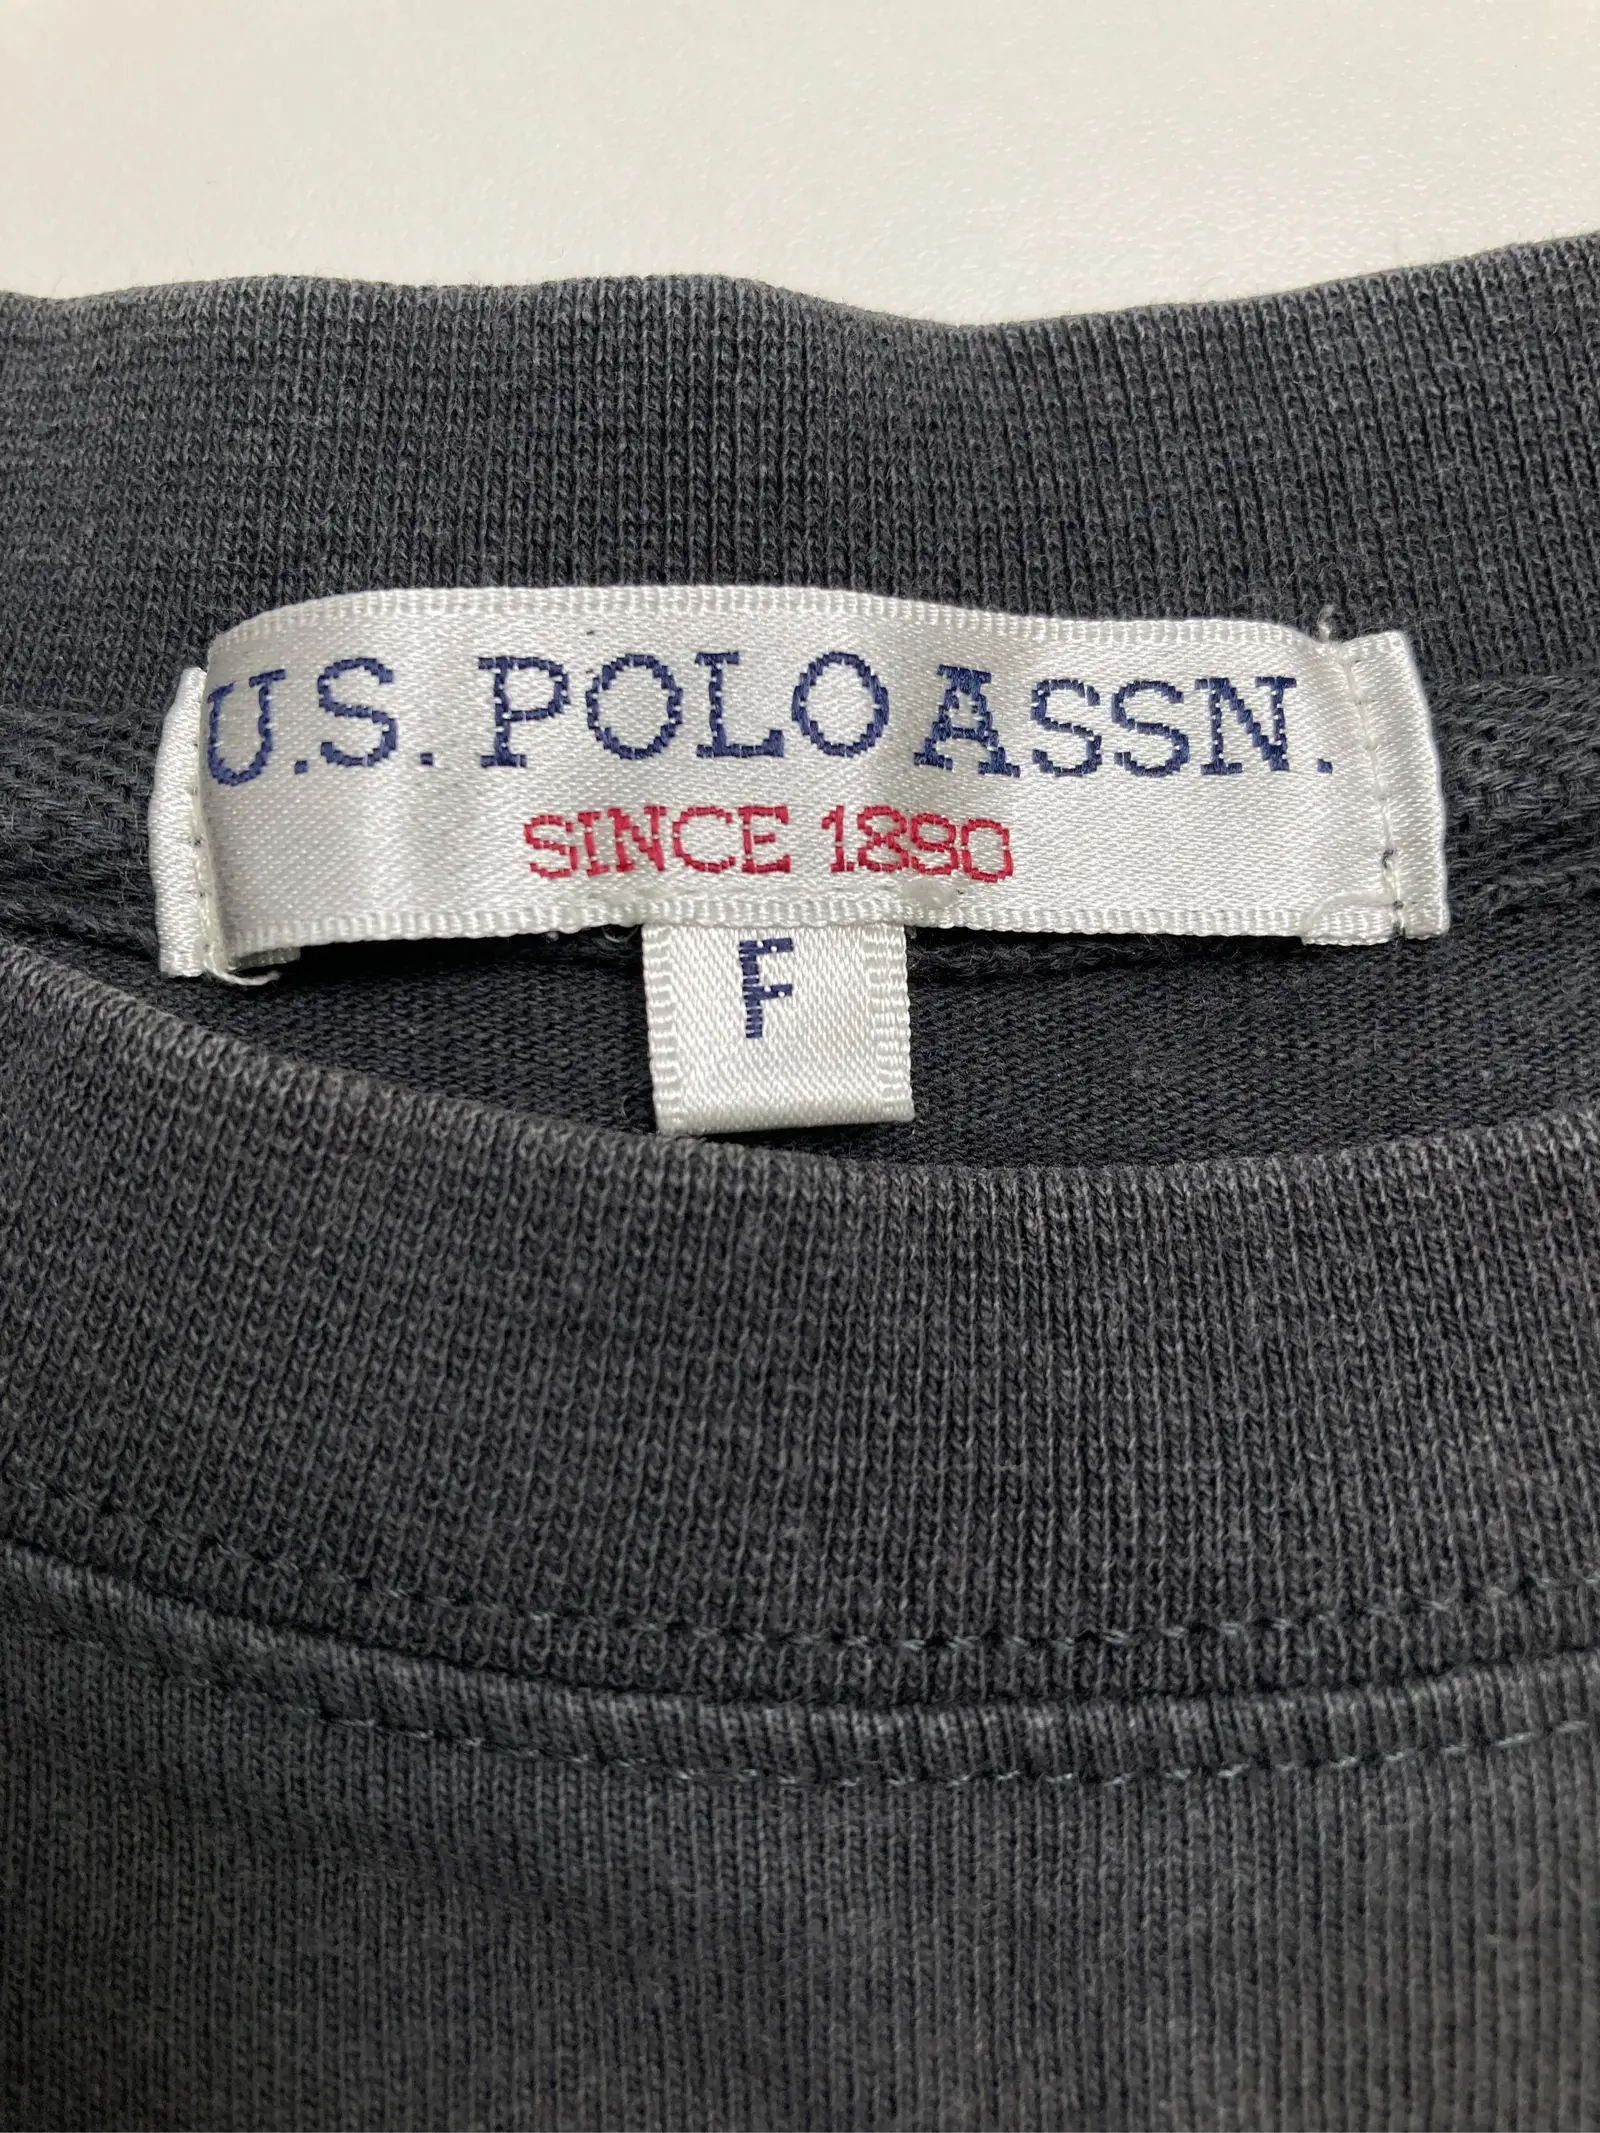 U.S. POLO ASSN.
SINCE 1890
F